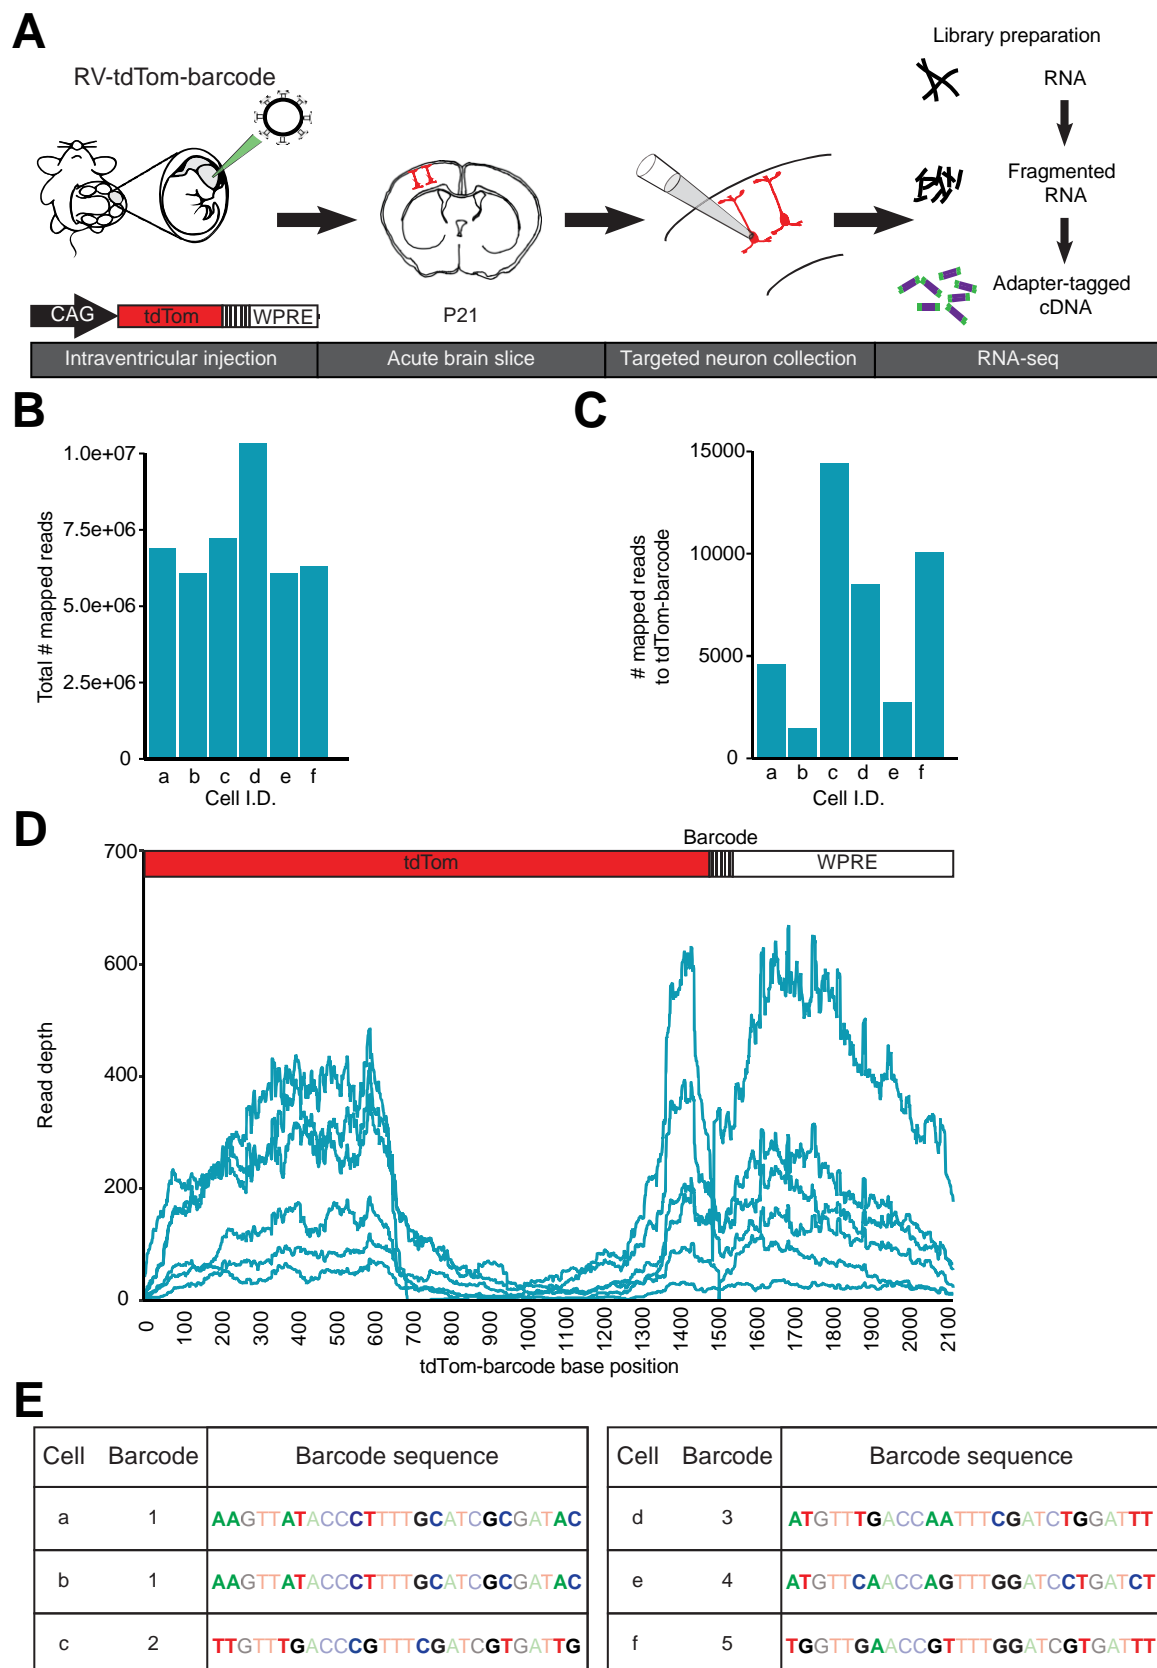 A
RV-tdTom-barcode
Library preparation
RNA
Fragmented
RNA
Adapter-tagged
cDNA
CAG
tdTom
WPRE
P21
Intraventricular injection
Acute brain slice
Targeted neuron collection
RNA-seq
B
Total # mapped reads
1.0e+07
7.5e+06
5.0e+06
2.5e+06
0
a b c d e f
Cell I.D.
C
# mapped reads
to tdTom-barcode
15000
10000
5000
0
a b c d e f
Cell I.D.
D
Barcode
tdTom
WPRE
Read depth
700
600
400
200
0
0 100 200 300 400 500 600 700 800 900 1000 1100 1200 1300 1400 1500 1600 1700 1800 1900 2000 2100
tdTom-barcode base position
E
Cell Barcode Barcode sequence
a 1 AAGTTATACCCTTTTGCATCGCGATAC
b 1 AAGTTATACCCTTTTGCATCGCGATAC
c 2 TTGTTTGACCCGTTTCGATCGTGATTG
Cell Barcode Barcode sequence
d 3 ATGTTTGACCAATTTCGATCTGGATTT
e 4 ATGTTCAACCAGTTTGGATCCTGATCT
f 5 TGGTTGAACCGTTTTGGATCGTGATTT